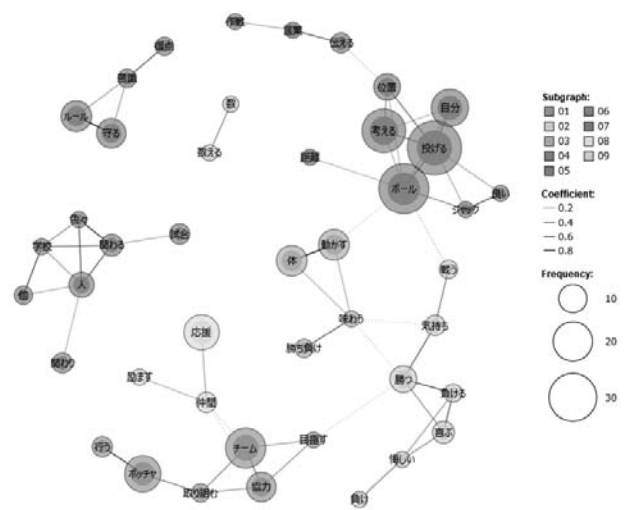 作戦
言葉
伝える
得点
意識
ルール
守る
数
数える
位置
自分
考える
投げる
距離
ボール
ジャック
良い
色々
学校
関わる
試合
他
人
関わり
体
動かす
戦う
味わう
気持ち
勝ち負け
応援
励ます
仲間
勝つ
負ける
喜ぶ
悔しい
負け
チーム
目指す
行う
ボッチャ
取り組む
協力
Subgraph:
01 06
02 07
03 08
04 09
05
Coefficient:
0.2
0.4
0.6
0.8
Frequency:
10
20
30